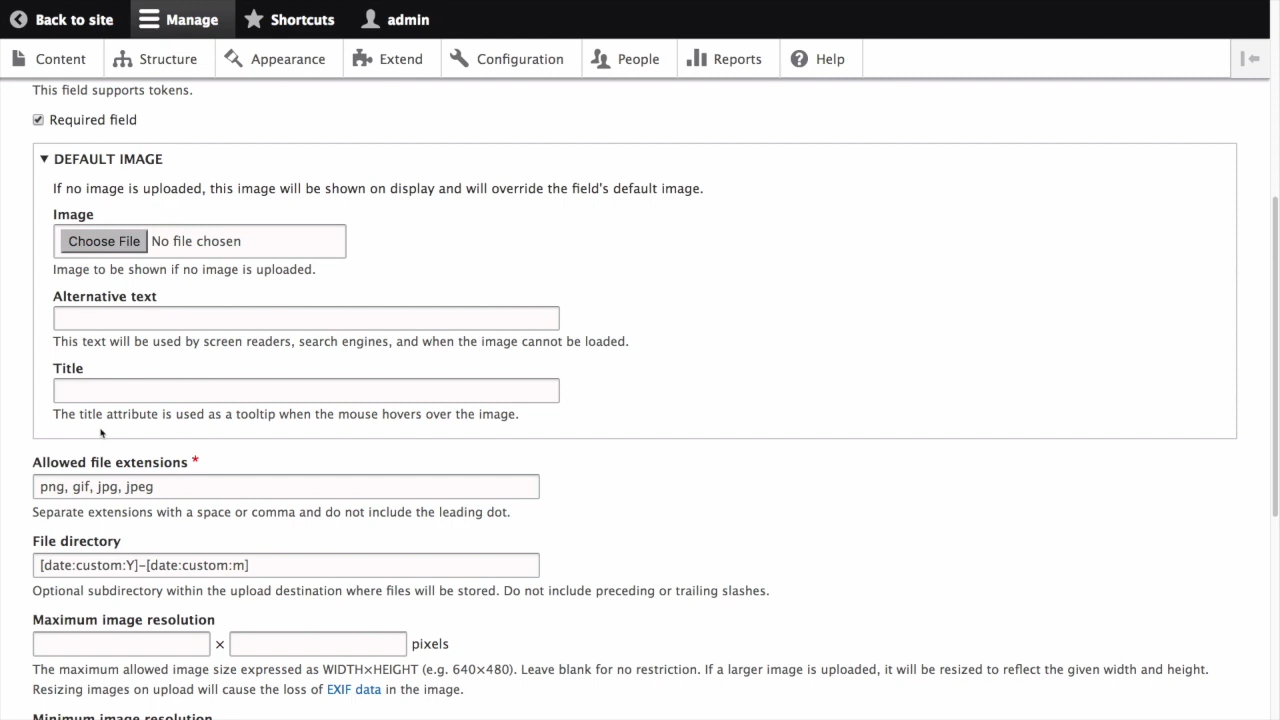 Back to site
Manage
Shortcuts
admin
Content
Structure
Appearance
Extend
Configuration
People
Reports
Help
This field supports tokens.
Required field
DEFAULT IMAGE
If no image is uploaded, this image will be shown on display and will override the field's default image.
Image
Choose File No file chosen
Image to be shown if no image is uploaded.
Alternative text
This text will be used by screen readers, search engines, and when the image cannot be loaded.
Title
The title attribute is used as a tooltip when the mouse hovers over the image.
Allowed file extensions *
png, gif, jpg, jpeg
Separate extensions with a space or comma and do not include the leading dot.
File directory
[date:custom:Y]-[date:custom:m]
Optional subdirectory within the upload destination where files will be stored. Do not include preceding or trailing slashes.
Maximum image resolution
× pixels
The maximum allowed image size expressed as WIDTH×HEIGHT (e.g. 640×480). Leave blank for no restriction. If a larger image is uploaded, it will be resized to reflect the given width and height.
Resizing images on upload will cause the loss of EXIF data in the image.
Minimum image resolution